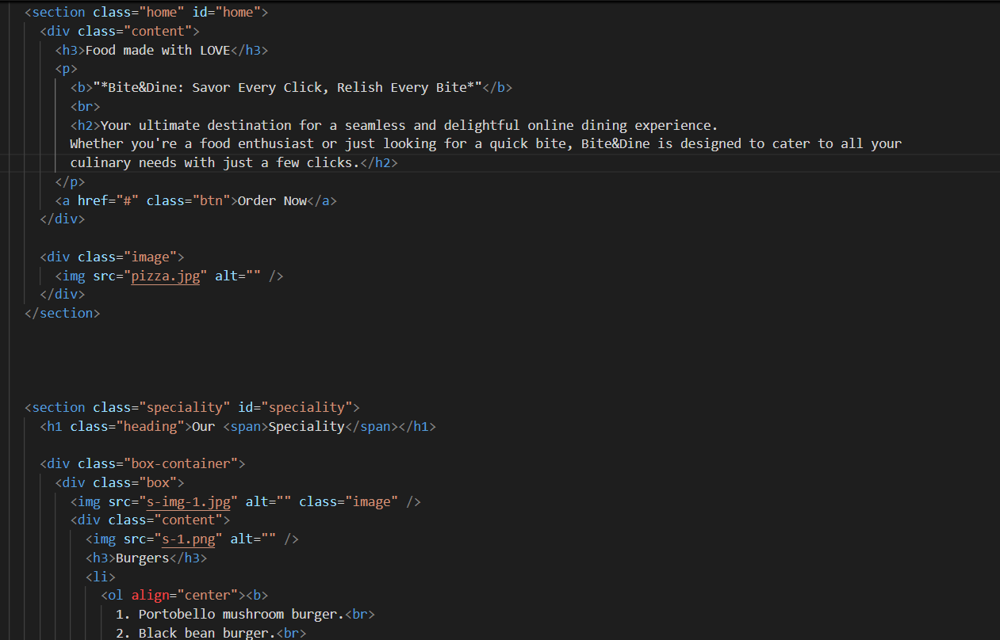 <section class="home" id="home">
<div class="content">
<h3>Food made with LOVE</h3>
<p>
<b>"*Bite&Dine: Savor Every Click, Relish Every Bite*"</b>
<br>
<h2>Your ultimate destination for a seamless and delightful online dining experience.
Whether you're a food enthusiast or just looking for a quick bite, Bite&Dine is designed to cater to all your
culinary needs with just a few clicks.</h2>
</p>
<a href="#" class="btn">Order Now</a>
</div>
<div class="image">
<img src="pizza.jpg" alt="" />
</div>
</section>
<section class="speciality" id="speciality">
<h1 class="heading">Our <span>Speciality</span></h1>
<div class="box-container">
<div class="box">
<img src="s-img-1.jpg" alt="" class="image" />
<div class="content">
<img src="s-1.png" alt="" />
<h3>Burgers</h3>
<li>
<ol align="center"><b>
1. Portobello mushroom burger.<br>
2. Black bean burger.<br>